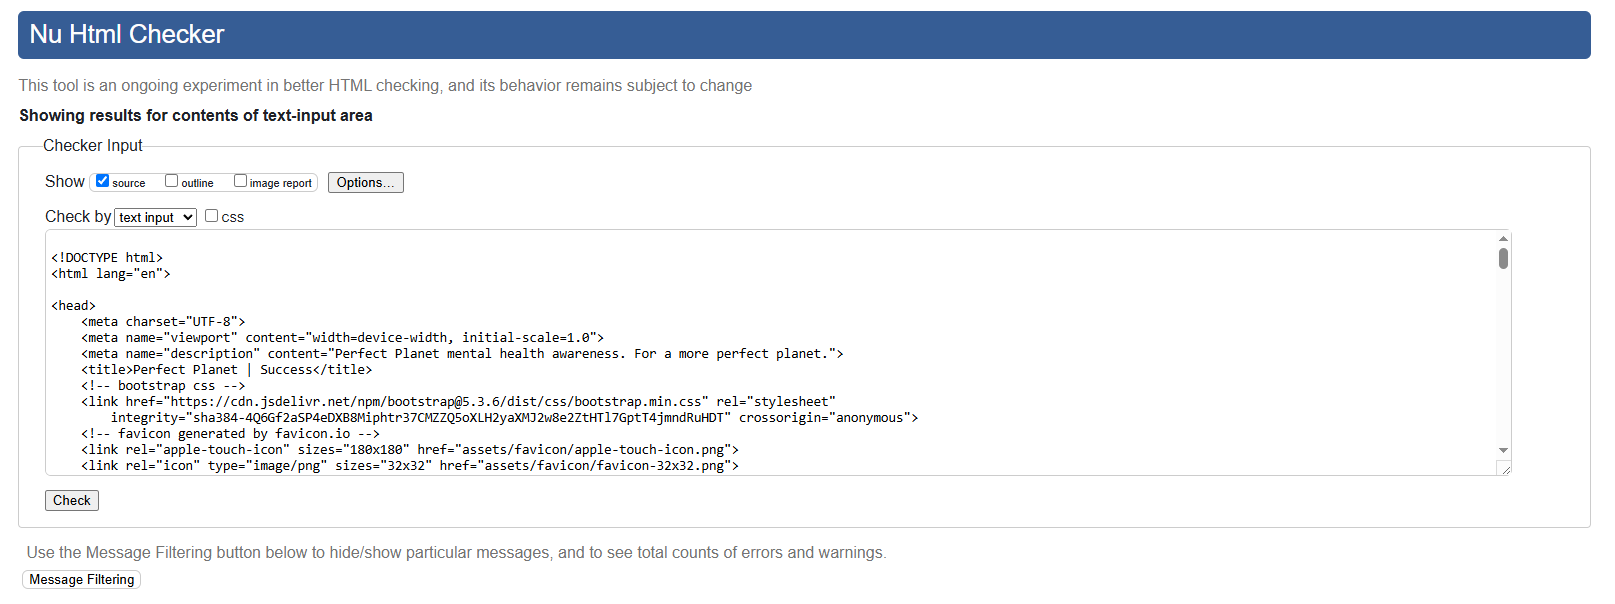 Nu Html Checker
This tool is an ongoing experiment in better HTML checking, and its behavior remains subject to change
Showing results for contents of text-input area
Checker Input
Show source outline image report Options...
Check by text input css
<!DOCTYPE html>
<html lang="en">
<head>
<meta charset="UTF-8">
<meta name="viewport" content="width=device-width, initial-scale=1.0">
<meta name="description" content="Perfect Planet mental health awareness. For a more perfect planet.">
<title>Perfect Planet | Success</title>
<!-- bootstrap css -->
<link href="https://cdn.jsdelivr.net/npm/bootstrap@5.3.6/dist/css/bootstrap.min.css" rel="stylesheet"
integrity="sha384-4Q6Gf2aSP4eDXB8Miphtr37CMZZQ5oXLH2yaXMJ2w8e2ZtHTl7GptT4jmndRuHDT" crossorigin="anonymous">
<!-- favicon generated by favicon.io -->
<link rel="apple-touch-icon" sizes="180x180" href="assets/favicon/apple-touch-icon.png">
<link rel="icon" type="image/png" sizes="32x32" href="assets/favicon/favicon-32x32.png">
Check
Use the Message Filtering button below to hide/show particular messages, and to see total counts of errors and warnings.
Message Filtering